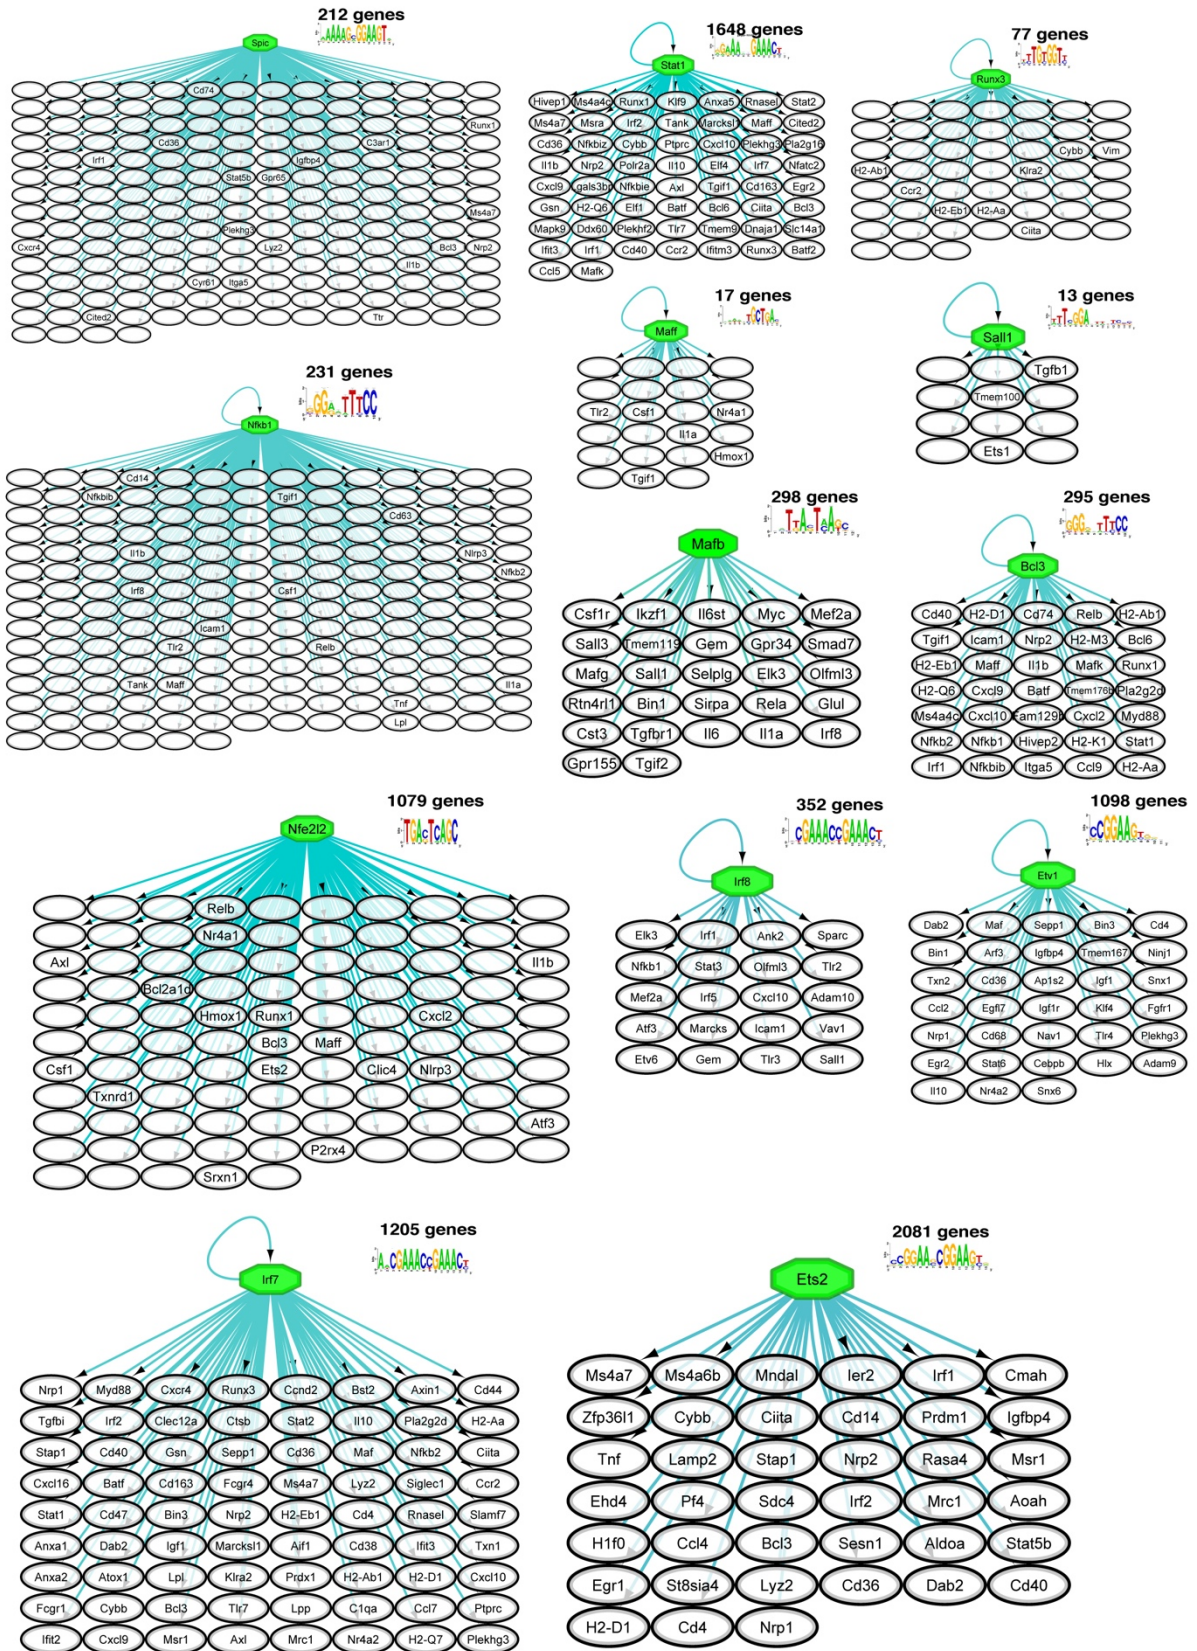 212 genes
Spic
Cd74
Runx1
Cd36 C3ar1
Irf1 Igfbp4
Stat5b Gpr65
Ms4a7
Plekhg3
Cxcr4 Lyz2 Bcl3 Nrp2
Il1b
Cyr61 Itga5
Cited2 Ttr
1648 genes
Stat1
Hivep1 Ms4a4c Runx1 Klf9 Anxa5 Rnasel Stat2
Ms4a7 Msra Irf2 Tank Marcksl1 Maff Cited2
Cd36 Nfkbiz Cybb Ptprc Cxcl10 Plekhg3 Pla2g16
Il1b Nrp2 Polr2a Il10 Elf4 Irf7 Nfatc2
Cxcl9 gals3bp Nfkbie Axl Tgif1 Cd163 Egr2
Gsn H2-Q6 Elf1 Batf Bcl6 Ciita Bcl3
Mapk9 Ddx60 Plekhf2 Tlr7 Tmem9 Dnaja1 Slc14a1
Ifit3 Irf1 Cd40 Ccr2 Ifitm3 Runx3 Batf2
Ccl5 Mafk
77 genes
Runx3
Cybb Vim
H2-Ab1 Klra2
Ccr2
H2-Eb1 H2-Aa
Ciita
17 genes
Maff
Tlr2 Csf1 Nr4a1
Il1a
Hmox1
Tgif1
13 genes
Sall1
Tgfb1
Tmem100
Ets1
231 genes
Nfkb1
Cd14
Nfkbib Tgif1
Cd63
Il1b Nlrp3
Nfkb2
Irf8 Csf1
Icam1
Tlr2 Relb
Tank Maff Il1a
Tnf
Lpl
298 genes
Mafb
Csf1r Ikzf1 Il6st Myc Mef2a
Sall3 Tmem119 Gem Gpr34 Smad7
Mafg Sall1 Selplg Elk3 Olfml3
Rtn4rl1 Bin1 Sirpa Rela Glul
Cst3 Tgfbr1 Il6 Il1a Irf8
Gpr155 Tgif2
295 genes
Bcl3
Cd40 H2-D1 Cd74 Relb H2-Ab1
Tgif1 Icam1 Nrp2 H2-M3 Bcl6
H2-Eb1 Maff Il1b Mafk Runx1
H2-Q6 Cxcl9 Batf Tmem176b Pla2g2d
Ms4a4c Cxcl10 Fam129b Cxcl2 Myd88
Nfkb2 Nfkb1 Hivep2 H2-K1 Stat1
Irf1 Nfkbib Itga5 Ccl9 H2-Aa
1079 genes
TGACTCAGC
Nfe2l2
Relb
Nr4a1
Axl Il1b
Bcl2a1d
Hmox1 Runx1 Cxcl2
Bcl3 Maff
Csf1 Ets2 Clic4 Nlrp3
Txnrd1
Atf3
P2rx4
Srxn1
352 genes
CGAAACCGAAACT
Irf8
Elk3 Irf1 Ank2 Sparc
Nfkb1 Stat3 Olfml3 Tlr2
Mef2a Irf5 Cxcl10 Adam10
Atf3 Marcks Icam1 Vav1
Etv6 Gem Tlr3 Sall1
1098 genes
Etv1
Dab2 Maf Sepp1 Bin3 Cd4
Bin1 Arf3 Igfbp4 Tmem167 Ninj1
Txn2 Cd36 Ap1s2 Igf1 Snx1
Ccl2 Egfl7 Igf1r Klf4 Fgfr1
Nrp1 Cd68 Nav1 Tlr4 Plekhg3
Egr2 Stat6 Cebpb Hlx Adam9
Il10 Nr4a2 Snx6
1205 genes
Irf7
Nrp1 Myd88 Cxcr4 Runx3 Ccnd2 Bst2 Axin1 Cd44
Tgfbi Irf2 Clec12a Ctsb Stat2 Il10 Pla2g2d H2-Aa
Stap1 Cd40 Gsn Sepp1 Cd36 Maf Nfkb2 Ciita
Cxcl16 Batf Cd163 Fcgr4 Ms4a7 Lyz2 Siglec1 Ccr2
Stat1 Cd47 Bin3 Nrp2 H2-Eb1 Cd4 Rnasel Slamf7
Anxa1 Dab2 Igf1 Marcksl1 Aif1 Cd38 Ifit3 Txn1
Anxa2 Atox1 Lpl Klra2 Prdx1 H2-Ab1 H2-D1 Cxcl10
Fcgr1 Cybb Bcl3 Tlr7 Lpp C1qa Ccl7 Ptprc
Ifit2 Cxcl9 Msr1 Axl Mrc1 Nr4a2 H2-Q7 Plekhg3
2081 genes
Ets2
Ms4a7 Ms4a6b Mndal Ier2 Irf1 Cmah
Zfp36l1 Cybb Ciita Cd14 Prdm1 Igfbp4
Tnf Lamp2 Stap1 Nrp2 Rasa4 Msr1
Ehd4 Pf4 Sdc4 Irf2 Mrc1 Aoah
H1f0 Ccl4 Bcl3 Sesn1 Aldoa Stat5b
Egr1 St8sia4 Lyz2 Cd36 Dab2 Cd40
H2-D1 Cd4 Nrp1